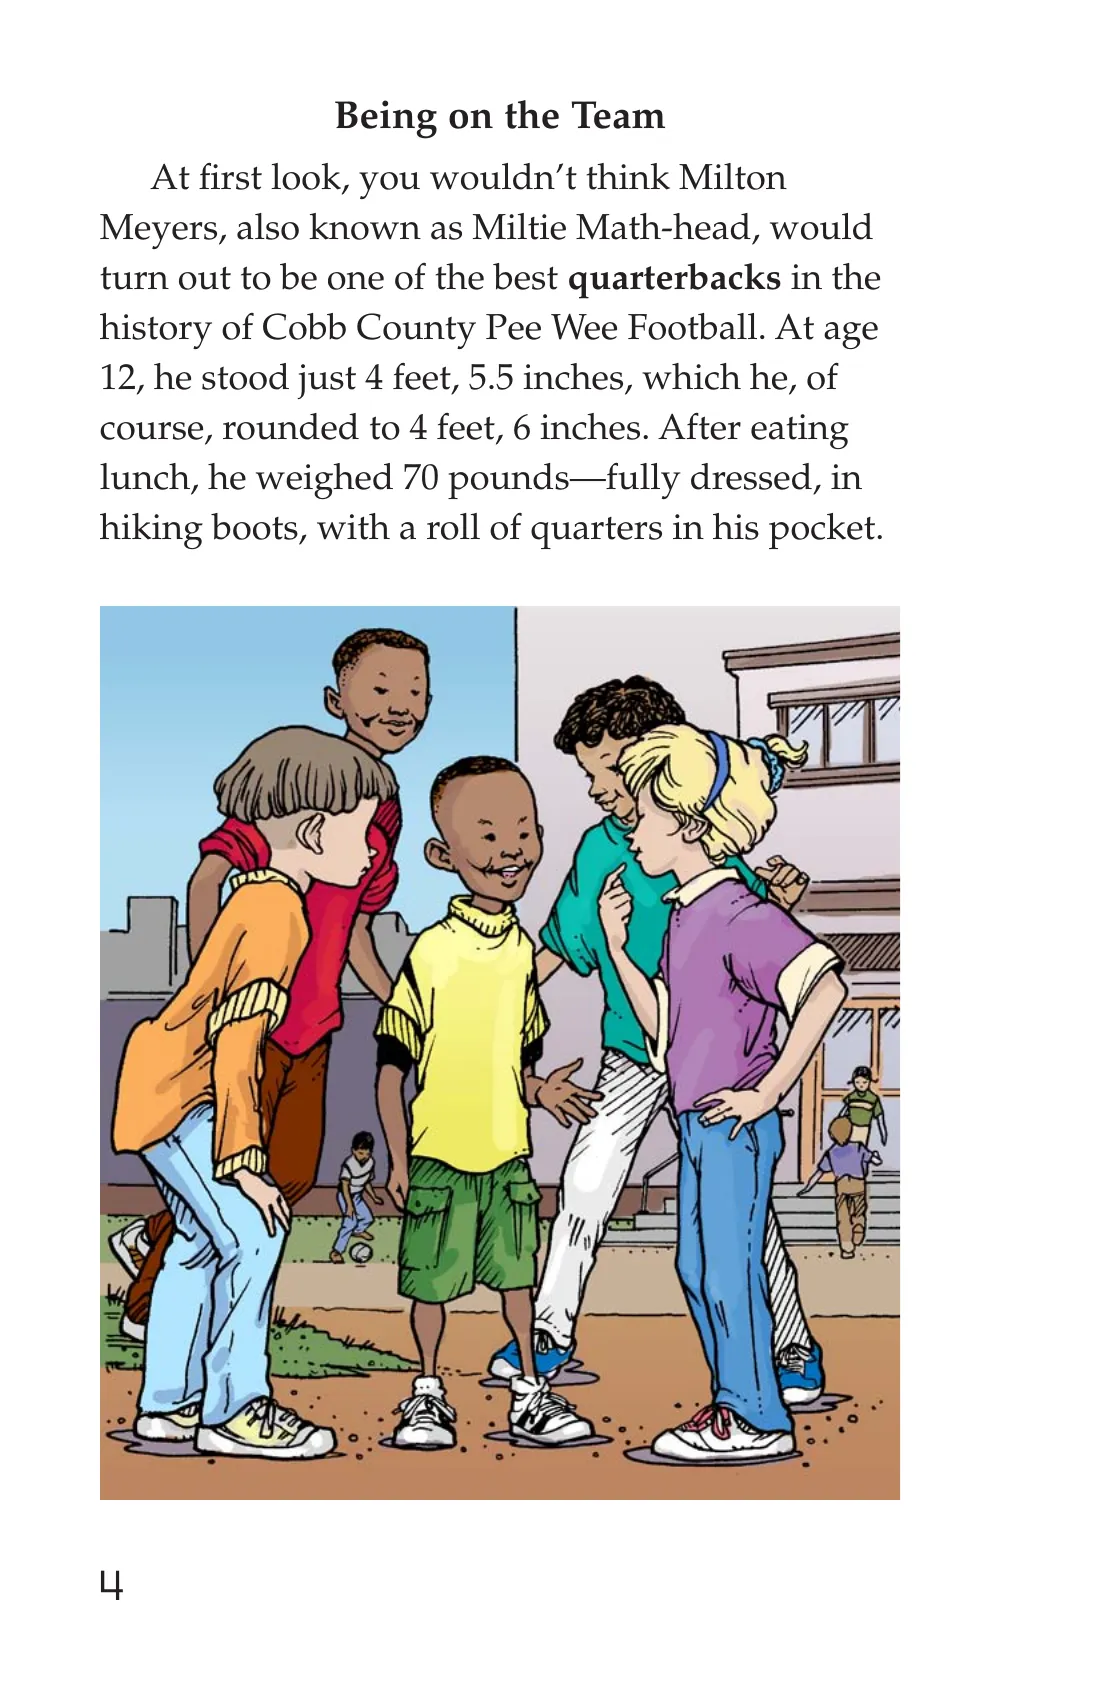 Being on the Team
At first look, you wouldn’t think Milton
Meyers, also known as Miltie Math-head, would
turn out to be one of the best quarterbacks in the
history of Cobb County Pee Wee Football. At age
12, he stood just 4 feet, 5.5 inches, which he, of
course, rounded to 4 feet, 6 inches. After eating
lunch, he weighed 70 pounds—fully dressed, in
hiking boots, with a roll of quarters in his pocket.
4